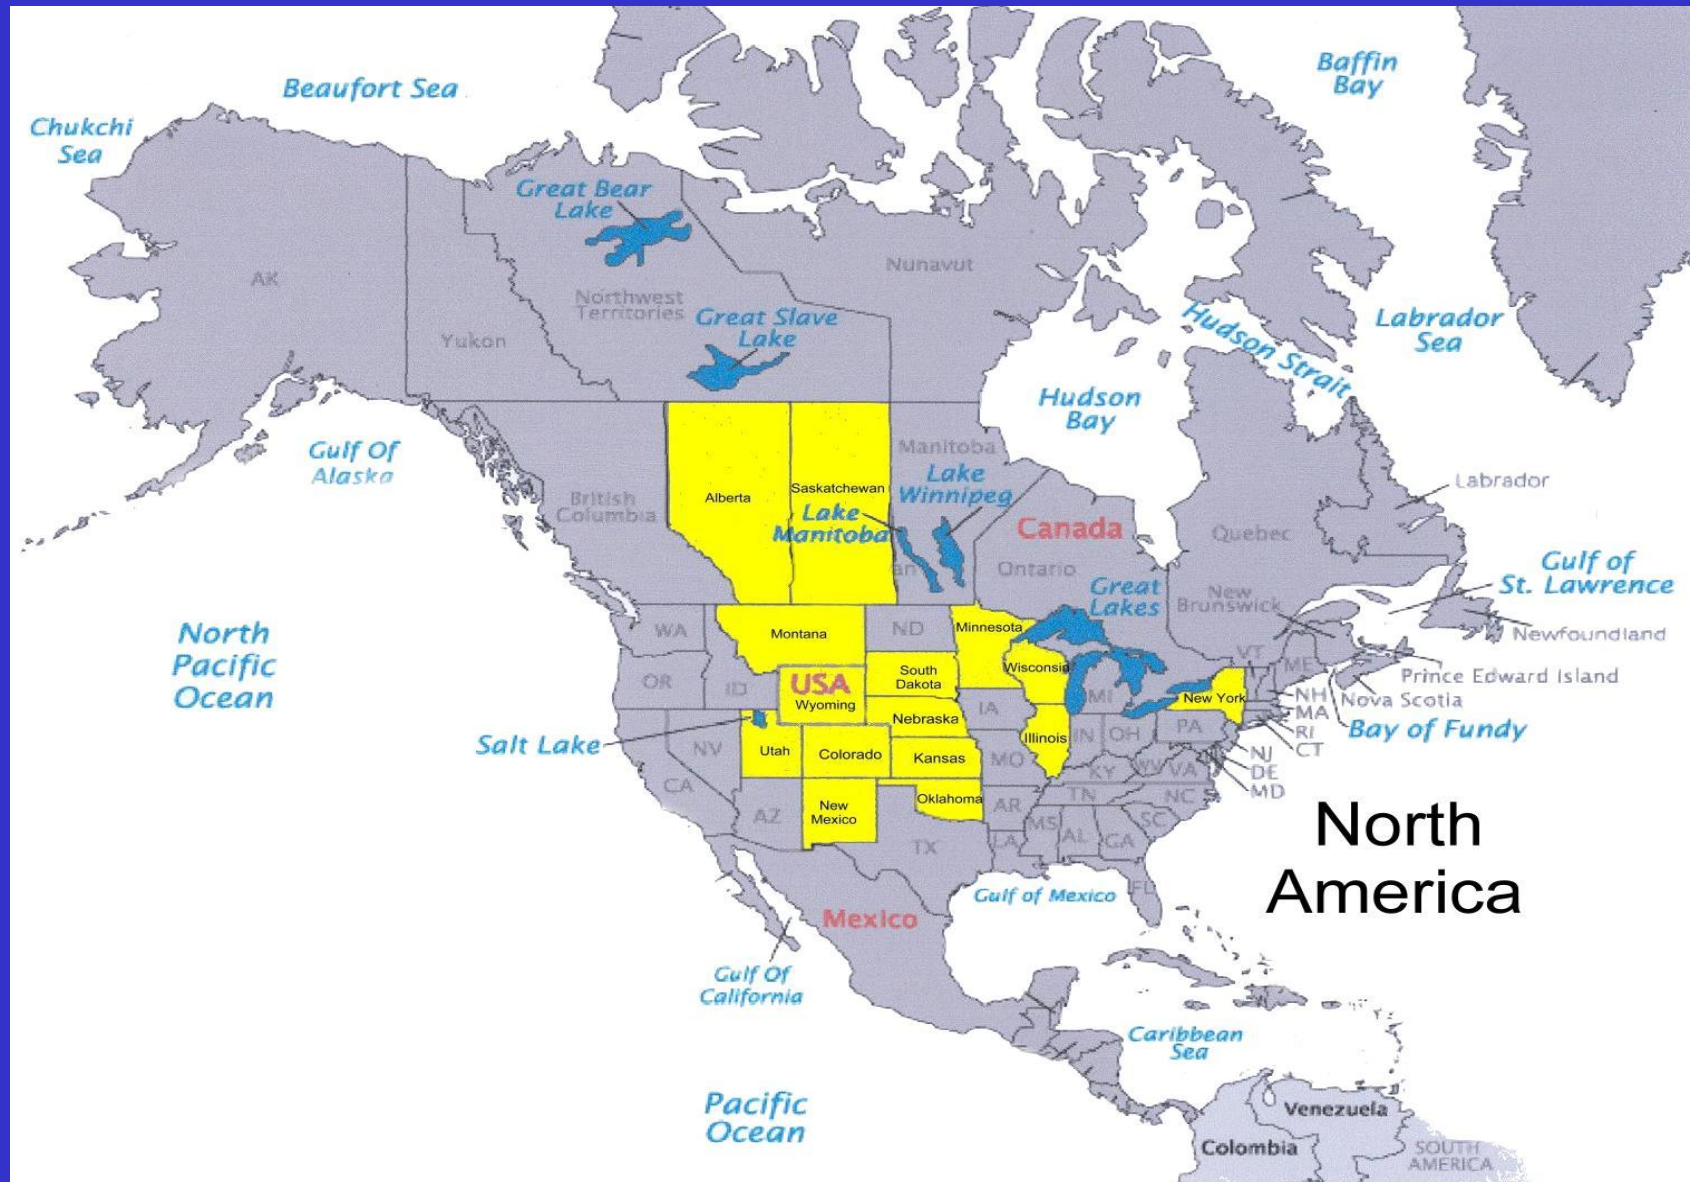 Beaufort Sea
Baffin
Bay
Chukchi
Sea
Great Bear
Lake
AK
Nunavut
Northwest
Territories
Great Slave
Lake
Yukon
Hudson Strait
Labrador
Sea
Hudson
Bay
Gulf Of
Alaska
Manitoba
Lake
Winnipeg
British
Columbia
Alberta
Saskatchewan
Lake
Manitoba
an
Canada
Ontario
Quebec
Labrador
Great
Lakes
New
Brunswick
Gulf of
St. Lawrence
Newfoundland
Prince Edward Island
Nova Scotia
Bay of Fundy
North
Pacific
Ocean
WA
Montana
ND
Minnesota
OR
ID
USA
Wyoming
South
Dakota
Wisconsin
MI
VT
ME
New York
NH
MA
RI
CT
Salt Lake
NV
Utah
Colorado
Nebraska
Kansas
IA
Illinois
IN
OH
PA
NJ
DE
MD
CA
AZ
New
Mexico
Oklahoma
MO
KY
WV
VA
TN
NC
AR
SC
MS
AL
GA
LA
TX
FL
North
America
Gulf of Mexico
Mexico
Gulf Of
California
Caribbean
Sea
Pacific
Ocean
Venezuela
Colombia
SOUTH
AMERICA